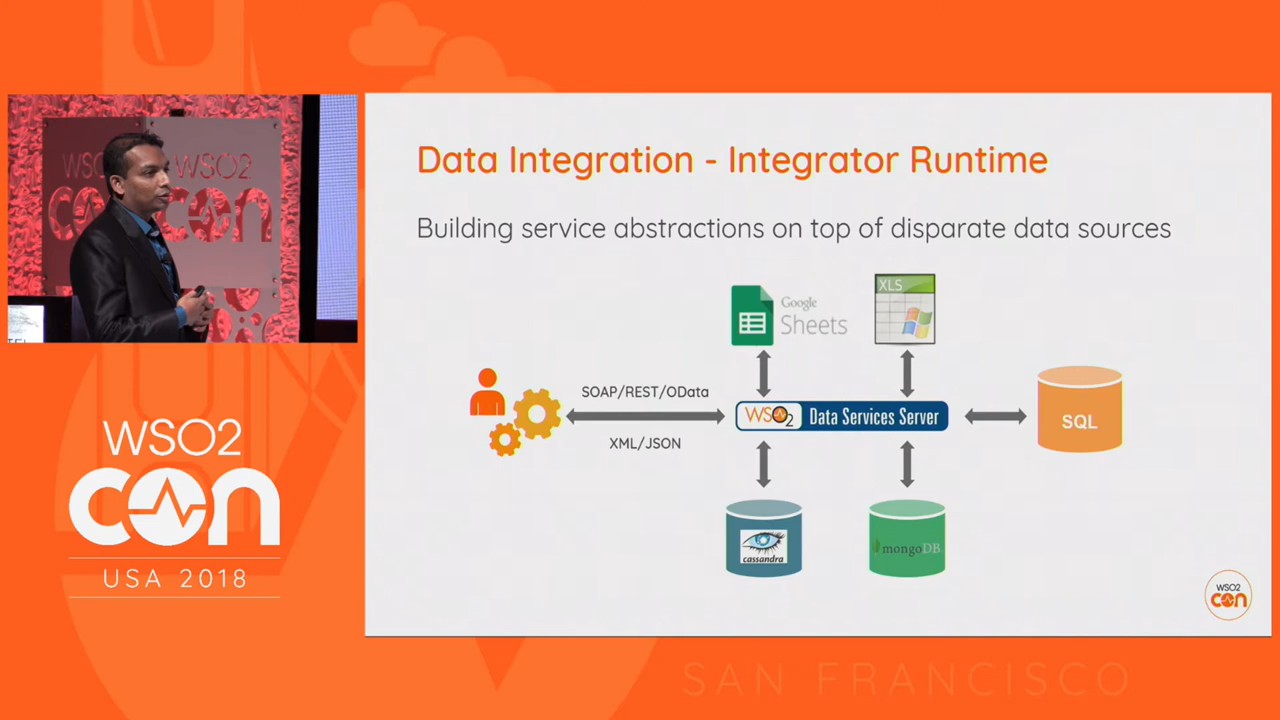 WSO2
WSO2
con
con
WSO2
con
USA 2018
Data Integration - Integrator Runtime
Building service abstractions on top of disparate data sources
Google
Sheets
XLS
SOAP/REST/OData
XML/JSON
WSO2 Data Services Server
SQL
cassandra
mongoDB
WSO2
con
SAN FRANCISCO